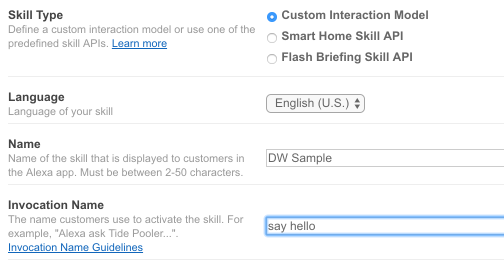 Skill Type
Define a custom interaction model or use one of the
predefined skill APIs. Learn more
Custom Interaction Model
Smart Home Skill API
Flash Briefing Skill API
Language
Language of your skill
English (U.S.)
Name
Name of the skill that is displayed to customers in
the Alexa app. Must be between 2-50 characters.
DW Sample
Invocation Name
The name customers use to activate the skill. For
example, "Alexa ask Tide Pooler...".
Invocation Name Guidelines
say hello